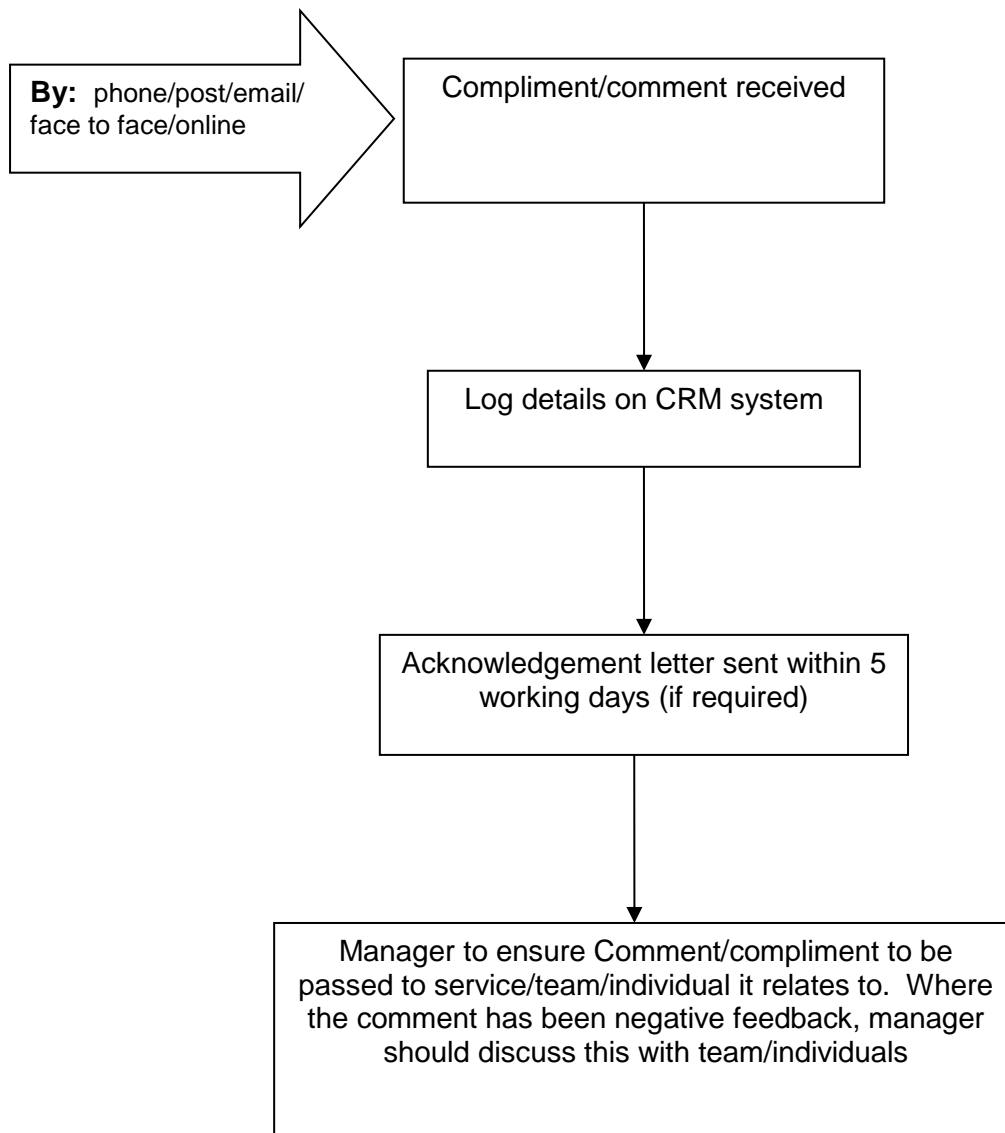 By: phone/post/email/
face to face/online
Compliment/comment received
Log details on CRM system
Acknowledgement letter sent within 5
working days (if required)
Manager to ensure Comment/compliment to be
passed to service/team/individual it relates to. Where
the comment has been negative feedback, manager
should discuss this with team/individuals